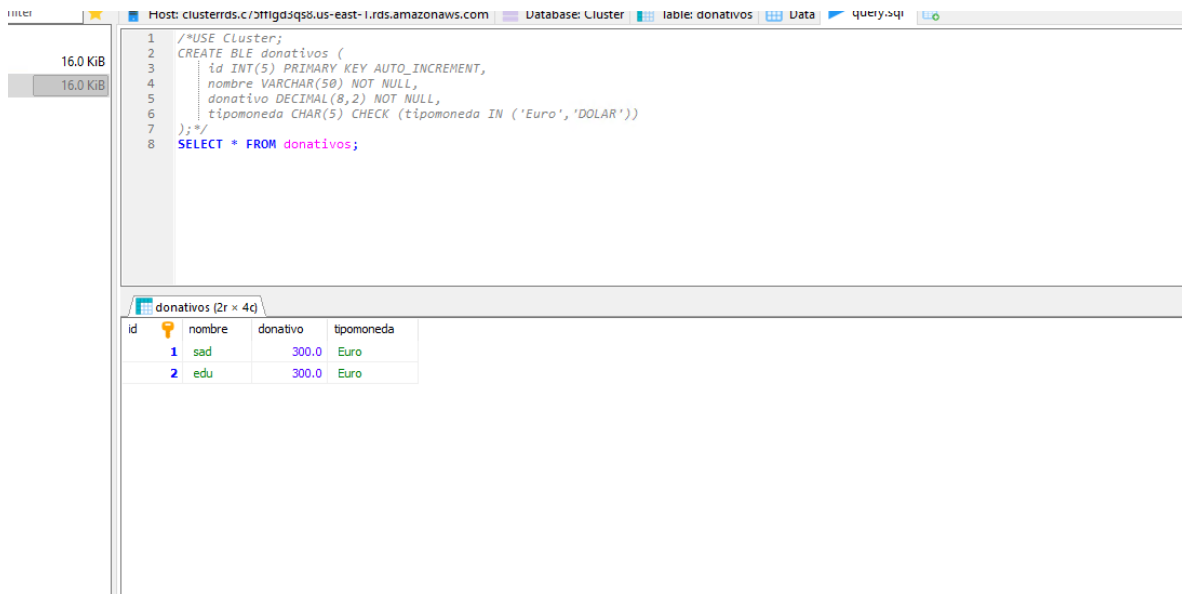 Host: clusterrds.c75ffigd3qs8.us-east-1.rds.amazonaws.com Database: Cluster Table: donativos Data query.sql
16.0 KiB
16.0 KiB
1 /*USE Cluster;
2 CREATE BLE donativos (
3 id INT(5) PRIMARY KEY AUTO_INCREMENT,
4 nombre VARCHAR(50) NOT NULL,
5 donativo DECIMAL(8,2) NOT NULL,
6 tipomoneda CHAR(5) CHECK (tipomoneda IN ('Euro','DOLAR'))
7 );*/
8 SELECT * FROM donativos;
donativos (2r × 4c)
id nombre donativo tipomoneda
1 sad 300.0 Euro
2 edu 300.0 Euro